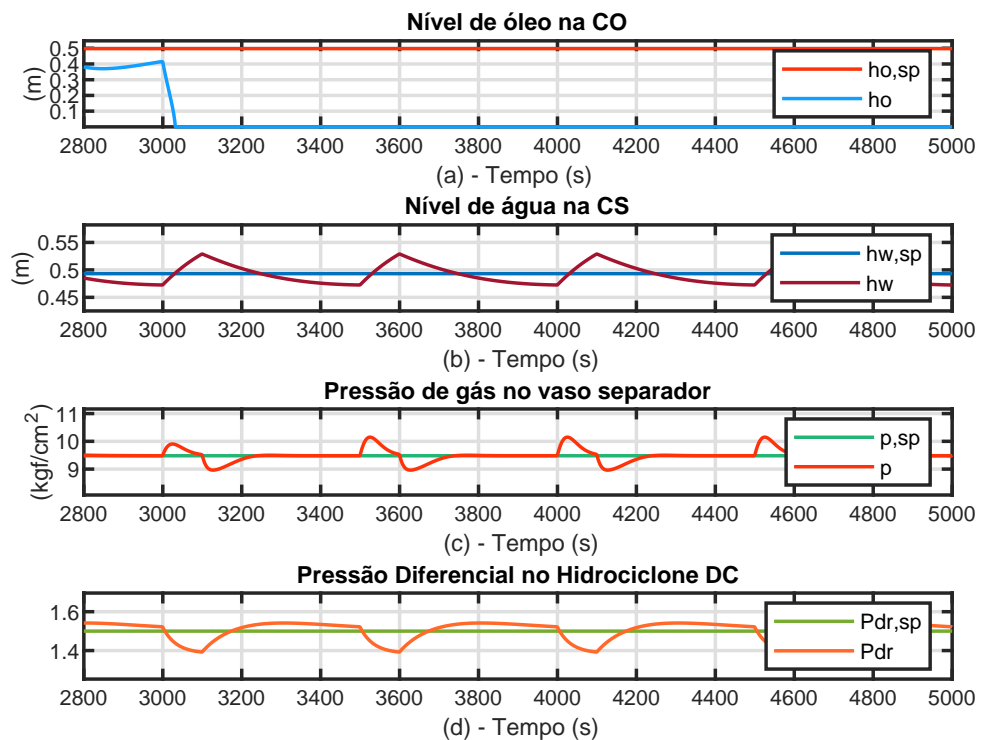 Nível de óleo na CO
0.5
0.4
0.3
0.2
0.1
(m)
ho,sp
ho
2800 3000 3200 3400 3600 3800 4000 4200 4400 4600 4800 5000
(a) - Tempo (s)
Nível de água na CS
0.55
0.5
0.45
(m)
hw,sp
hw
2800 3000 3200 3400 3600 3800 4000 4200 4400 4600 4800 5000
(b) - Tempo (s)
Pressão de gás no vaso separador
11
10
9
(kgf/cm²)
p,sp
p
2800 3000 3200 3400 3600 3800 4000 4200 4400 4600 4800 5000
(c) - Tempo (s)
Pressão Diferencial no Hidrociclone DC
1.6
1.4
Pdr,sp
Pdr
2800 3000 3200 3400 3600 3800 4000 4200 4400 4600 4800 5000
(d) - Tempo (s)